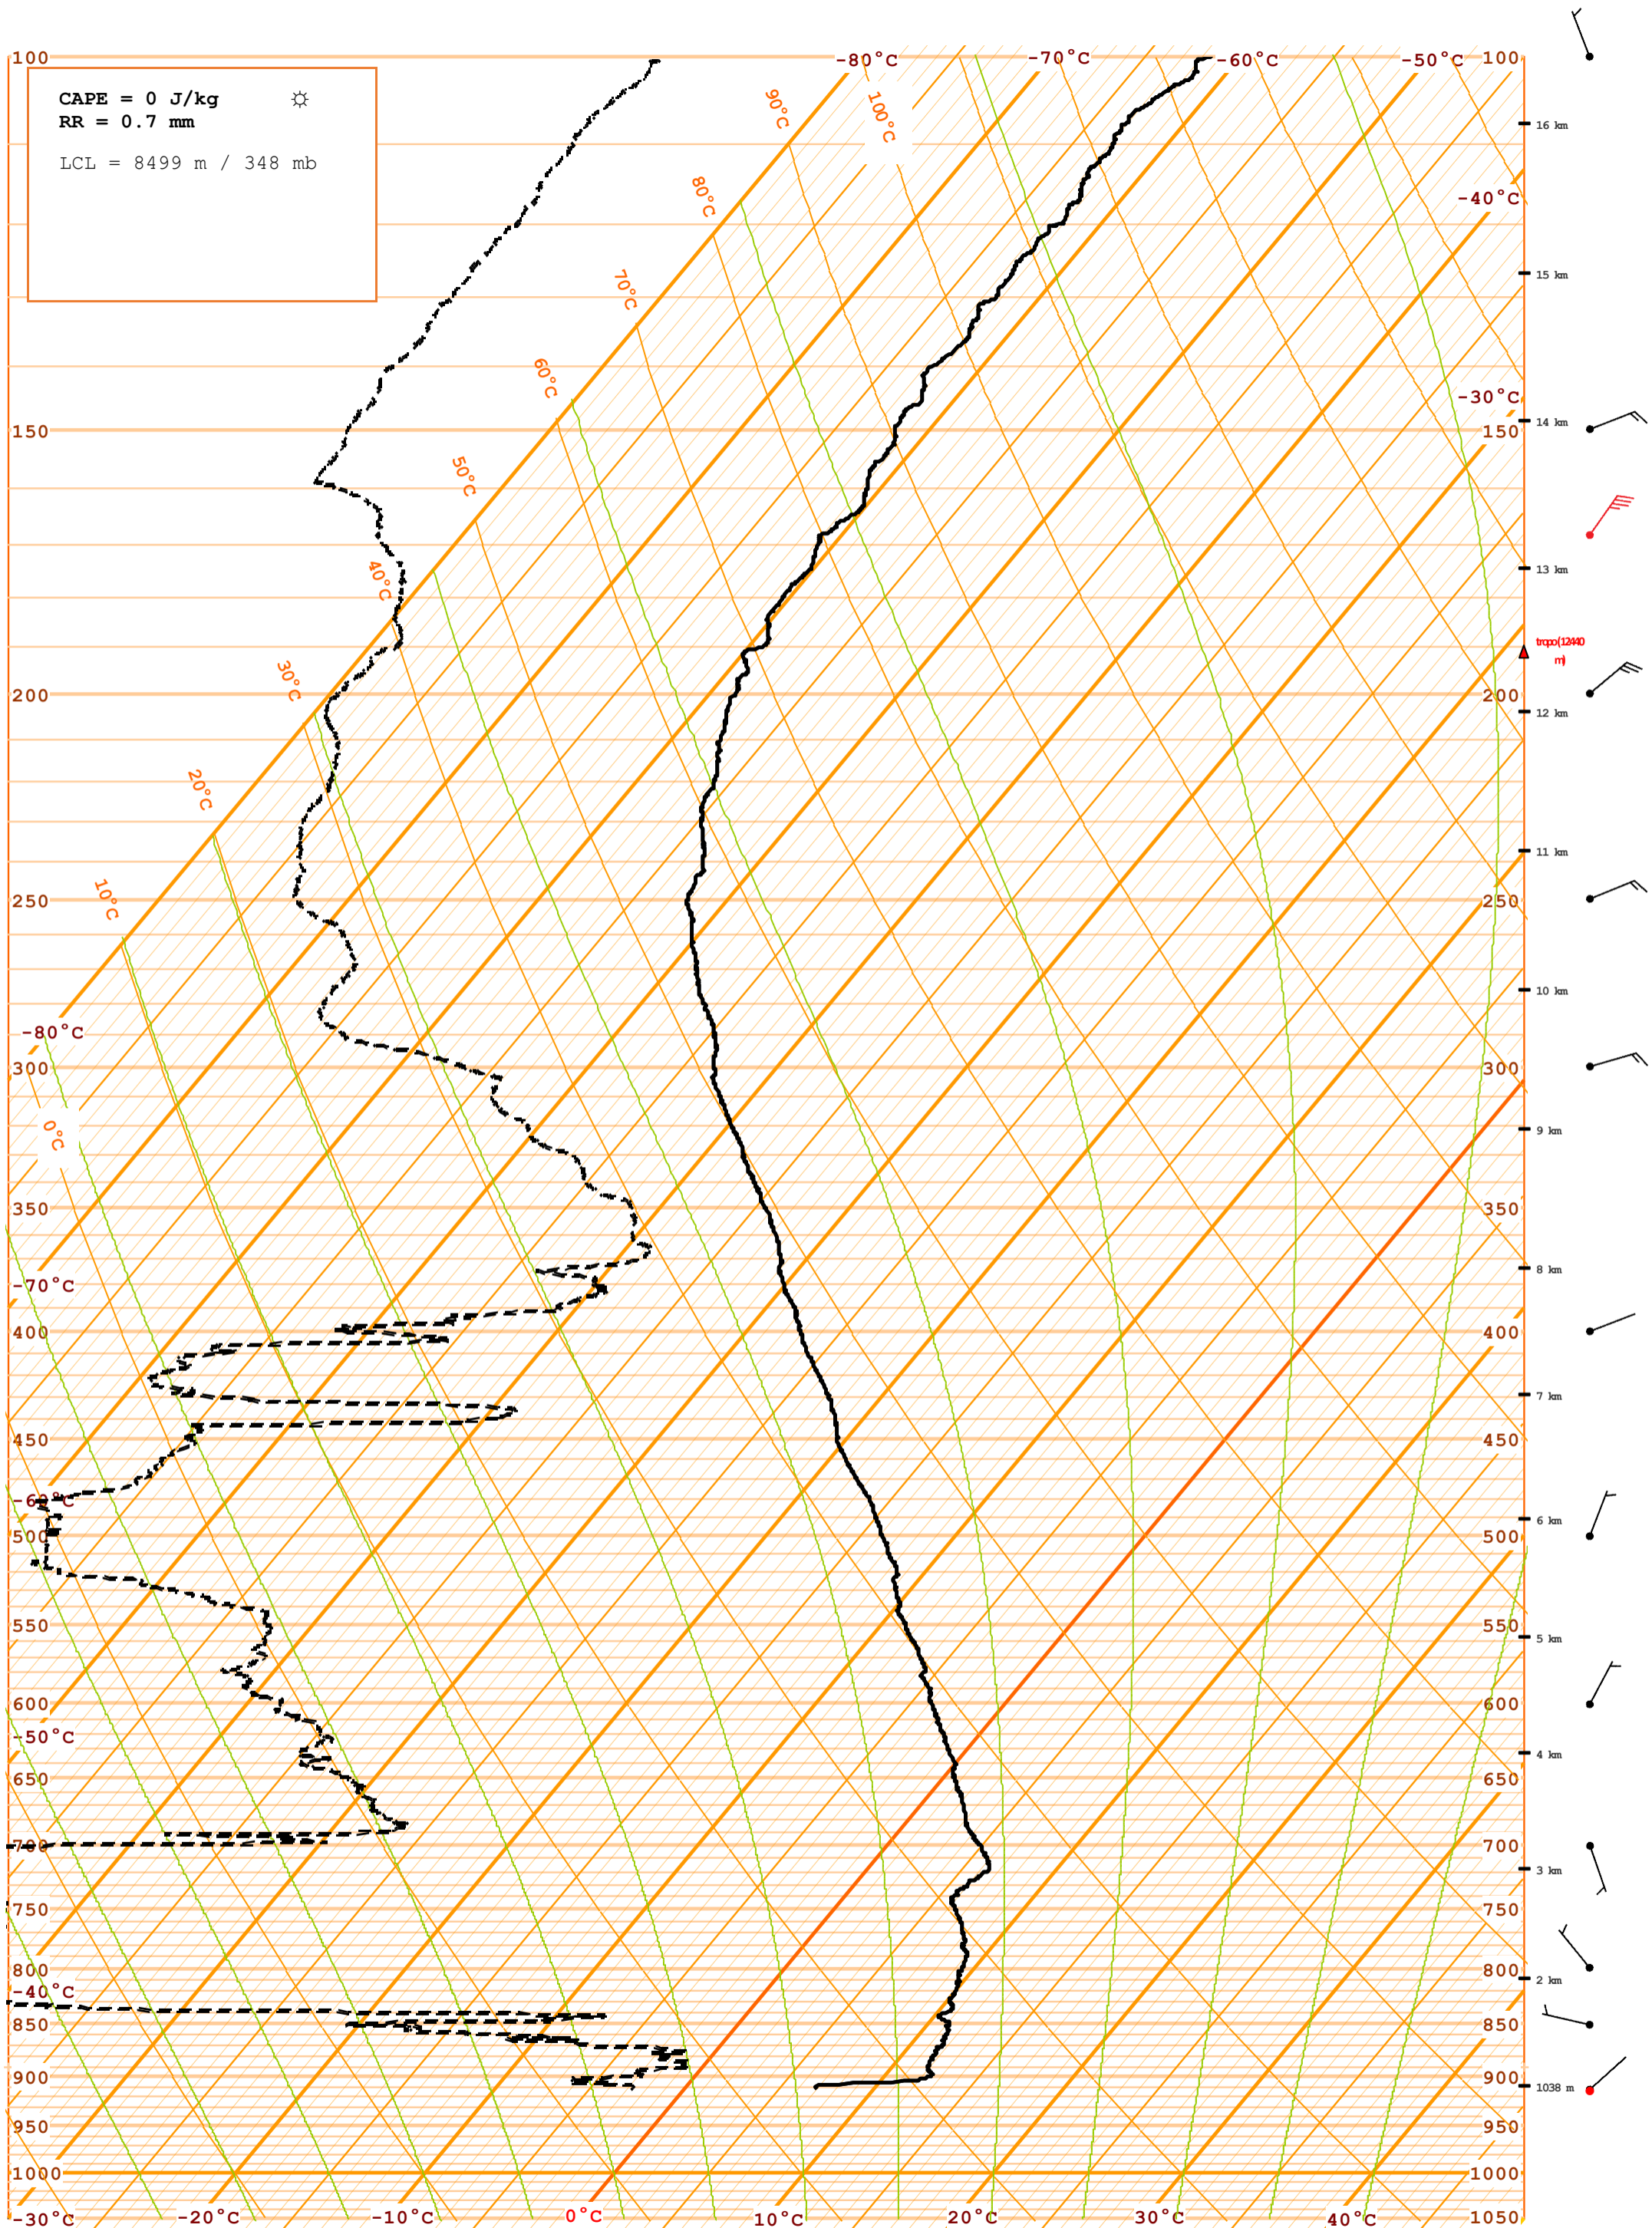 -80°C -70°C -60°C -50°C
100 100
CAPE = 0 J/kg ☼
RR = 0.7 mm
LCL = 8499 m / 348 mb
90°C 100°C
16 km
80°C
-40°C
70°C
15 km
60°C
-30°C
14 km
150 150
50°C
40°C
13 km
tropo(12440
m)
30°C
200 200
12 km
20°C
11 km
10°C
250 250
10 km
-80°C
300 300
0°C
9 km
350 350
8 km
-70°C
400 400
7 km
450 450
-60°C
6 km
500 500
550 550
5 km
600 600
-50°C
4 km
650 650
700 700
3 km
750 750
800 800
2 km
-40°C
850 850
900 900
1038 m
950 950
1000 1000
-30°C -20°C -10°C 0°C 10°C 20°C 30°C 40°C 1050